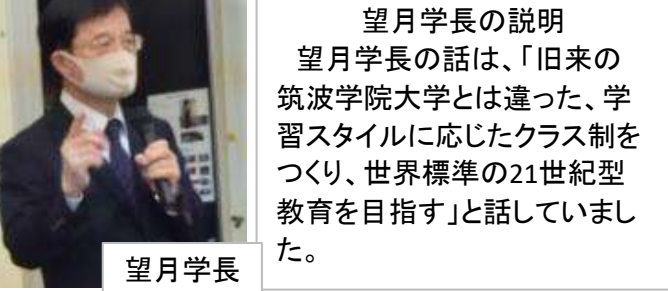 望月学長の説明
望月学長の話は、「旧来の
筑波学院大学とは違った、学
習スタイルに応じたクラス制を
つくり、世界標準の21世紀型
教育を目指す」と話していまし
た。
望月学長